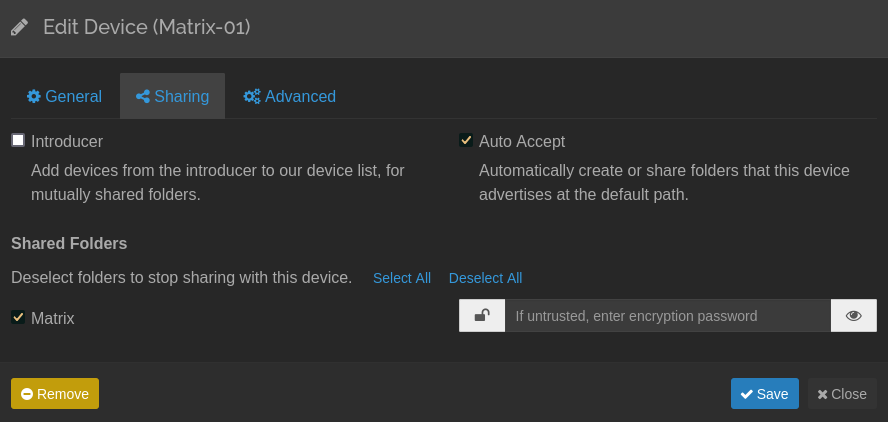 Edit Device (Matrix-01)
General Sharing Advanced
Introducer
Add devices from the introducer to our device list, for
mutually shared folders.
Auto Accept
Automatically create or share folders that this device
advertises at the default path.
Shared Folders
Deselect folders to stop sharing with this device. Select All Deselect All
Matrix
If untrusted, enter encryption password
Remove
Save
Close